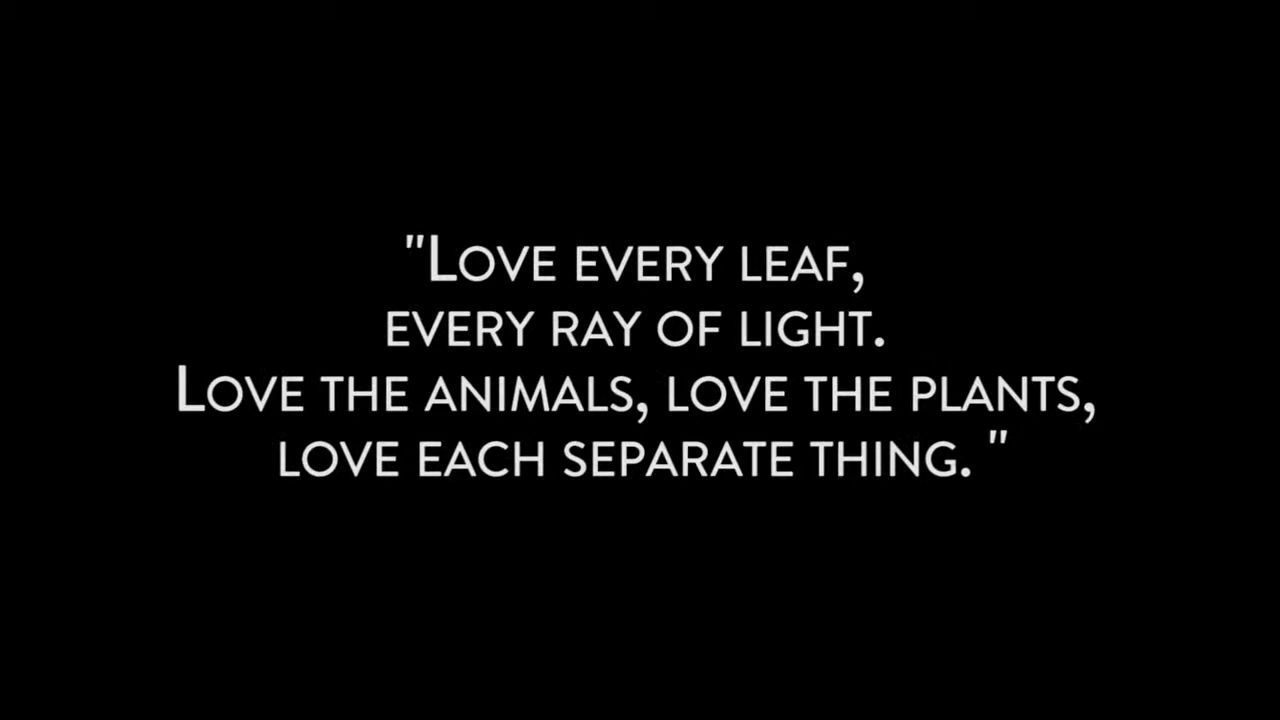 "Love every leaf,
every ray of light.
Love the animals, love the plants,
love each separate thing. "